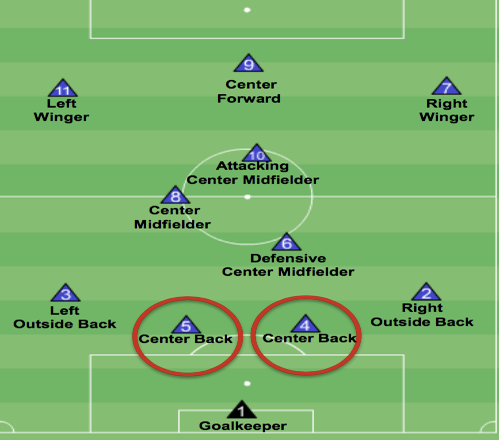 9
Center
Forward
11
Left
Winger
7
Right
Winger
10
Attacking
Center Midfielder
8
Center
Midfielder
6
Defensive
Center Midfielder
3
Left
Outside Back
2
Right
Outside Back
5
Center Back
4
Center Back
1
Goalkeeper